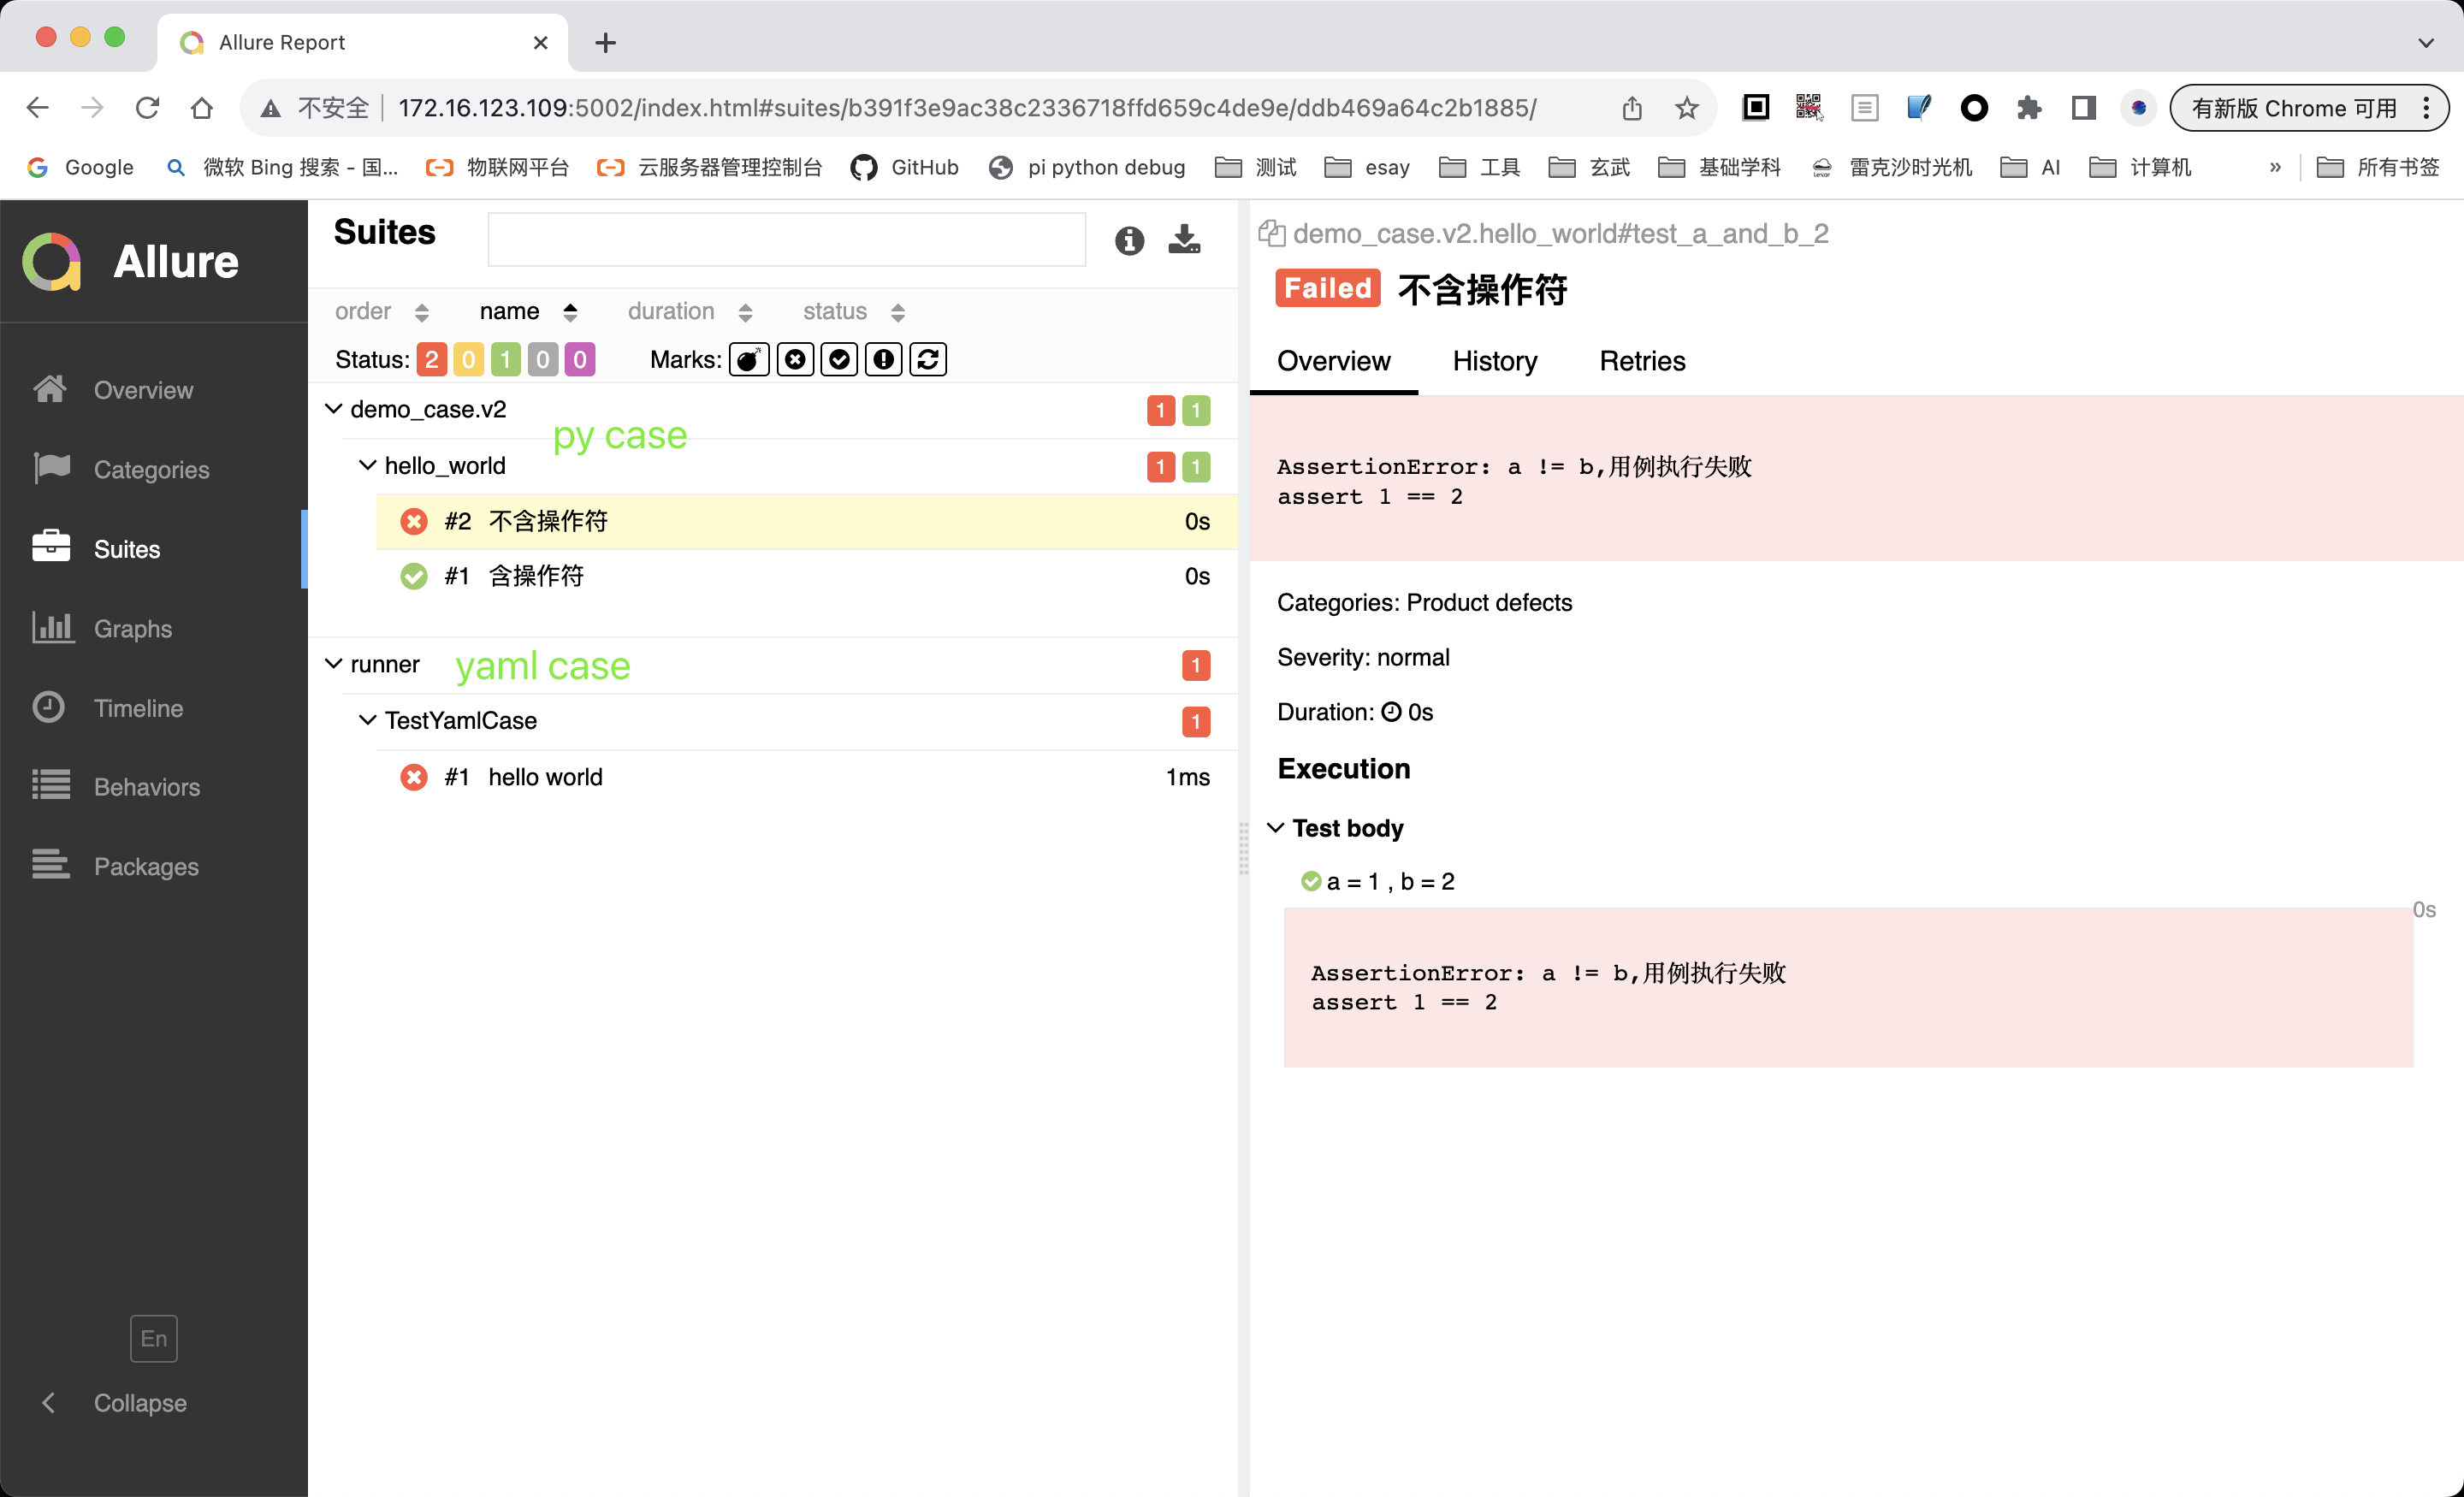 Allure Report
不安全 172.16.123.109:5002/index.html#suites/b391f3e9ac38c2336718ffd659c4de9e/ddb469a64c2b1885/ 有新版 Chrome 可用
Google 微软 Bing 搜索 - 国... 物联网平台 云服务器管理控制台 GitHub pi python debug 测试 esay 工具 玄武 基础学科 雷克沙时光机 AI 计算机 » 所有书签
Allure
Overview
Categories
Suites
Graphs
Timeline
Behaviors
Packages
En
Collapse
Suites
order name duration status
Status: 2 0 1 0 0 Marks:
demo_case.v2 1 1
py case
hello_world 1 1
#2 不含操作符 0s
#1 含操作符 0s
runner 1
yaml case
TestYamlCase 1
#1 hello world 1ms
demo_case.v2.hello_world#test_a_and_b_2
Failed 不含操作符
Overview History Retries
AssertionError: a != b,用例执行失败
assert 1 == 2
Categories: Product defects
Severity: normal
Duration: 0s
Execution
Test body
a = 1 , b = 2
0s
AssertionError: a != b,用例执行失败
assert 1 == 2